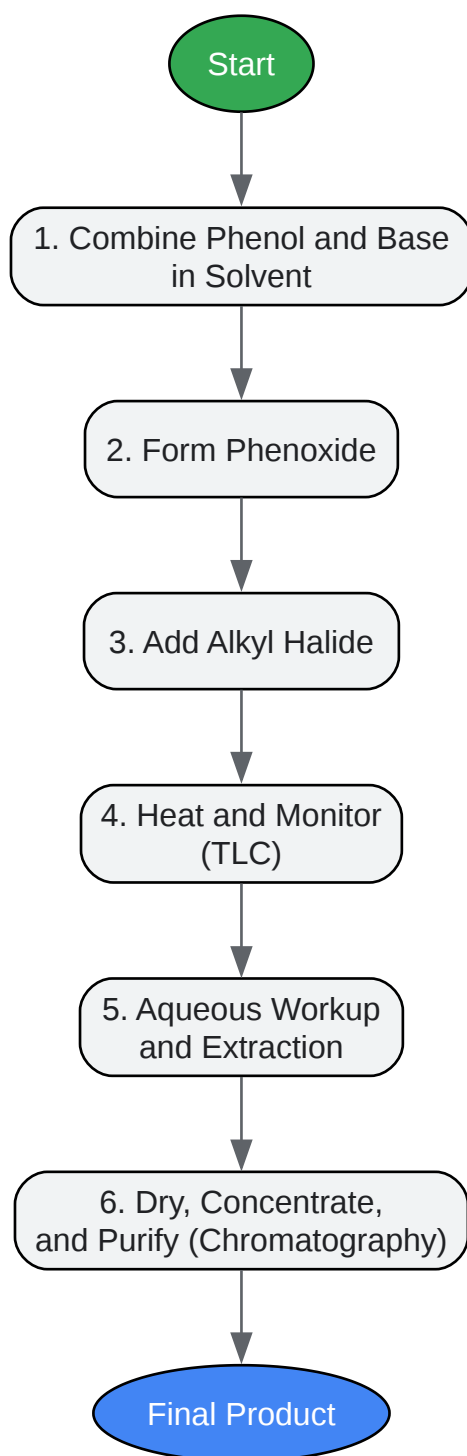 Start
1. Combine Phenol and Base
in Solvent
2. Form Phenoxide
3. Add Alkyl Halide
4. Heat and Monitor
(TLC)
5. Aqueous Workup
and Extraction
6. Dry, Concentrate,
and Purify (Chromatography)
Final Product